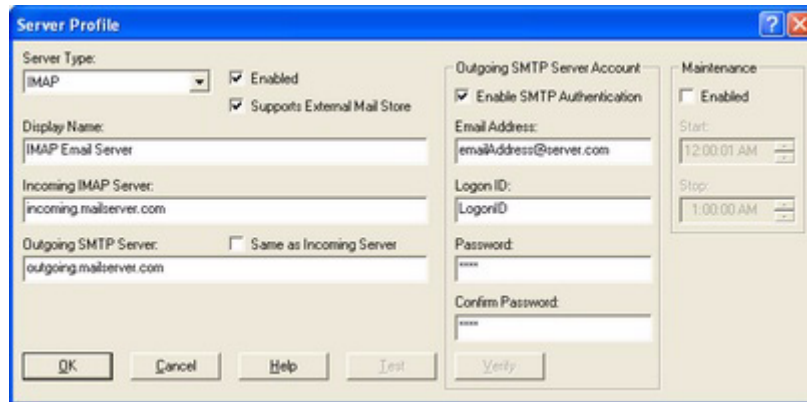 Server Profile
Server Type:
IMAP
Enabled
Supports External Mail Store
Display Name:
IMAP Email Server
Incoming IMAP Server:
incoming.mailserver.com
Outgoing SMTP Server:
Same as Incoming Server
outgoing.mailserver.com
OK
Cancel
Help
Test
Outgoing SMTP Server Account
Enable SMTP Authentication
Email Address:
emailAddress@server.com
Logon ID:
LogonID
Password:
****
Confirm Password:
****
Verify
Maintenance
Enabled
Start:
12:00:01 AM
Stop:
1:00:00 AM